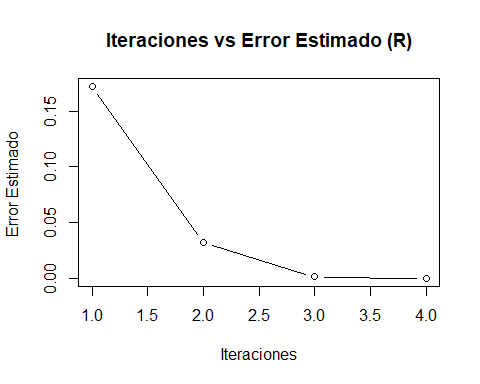 Iteraciones vs Error Estimado (R)
Error Estimado
0.15
0.10
0.05
0.00
1.0 1.5 2.0 2.5 3.0 3.5 4.0
Iteraciones